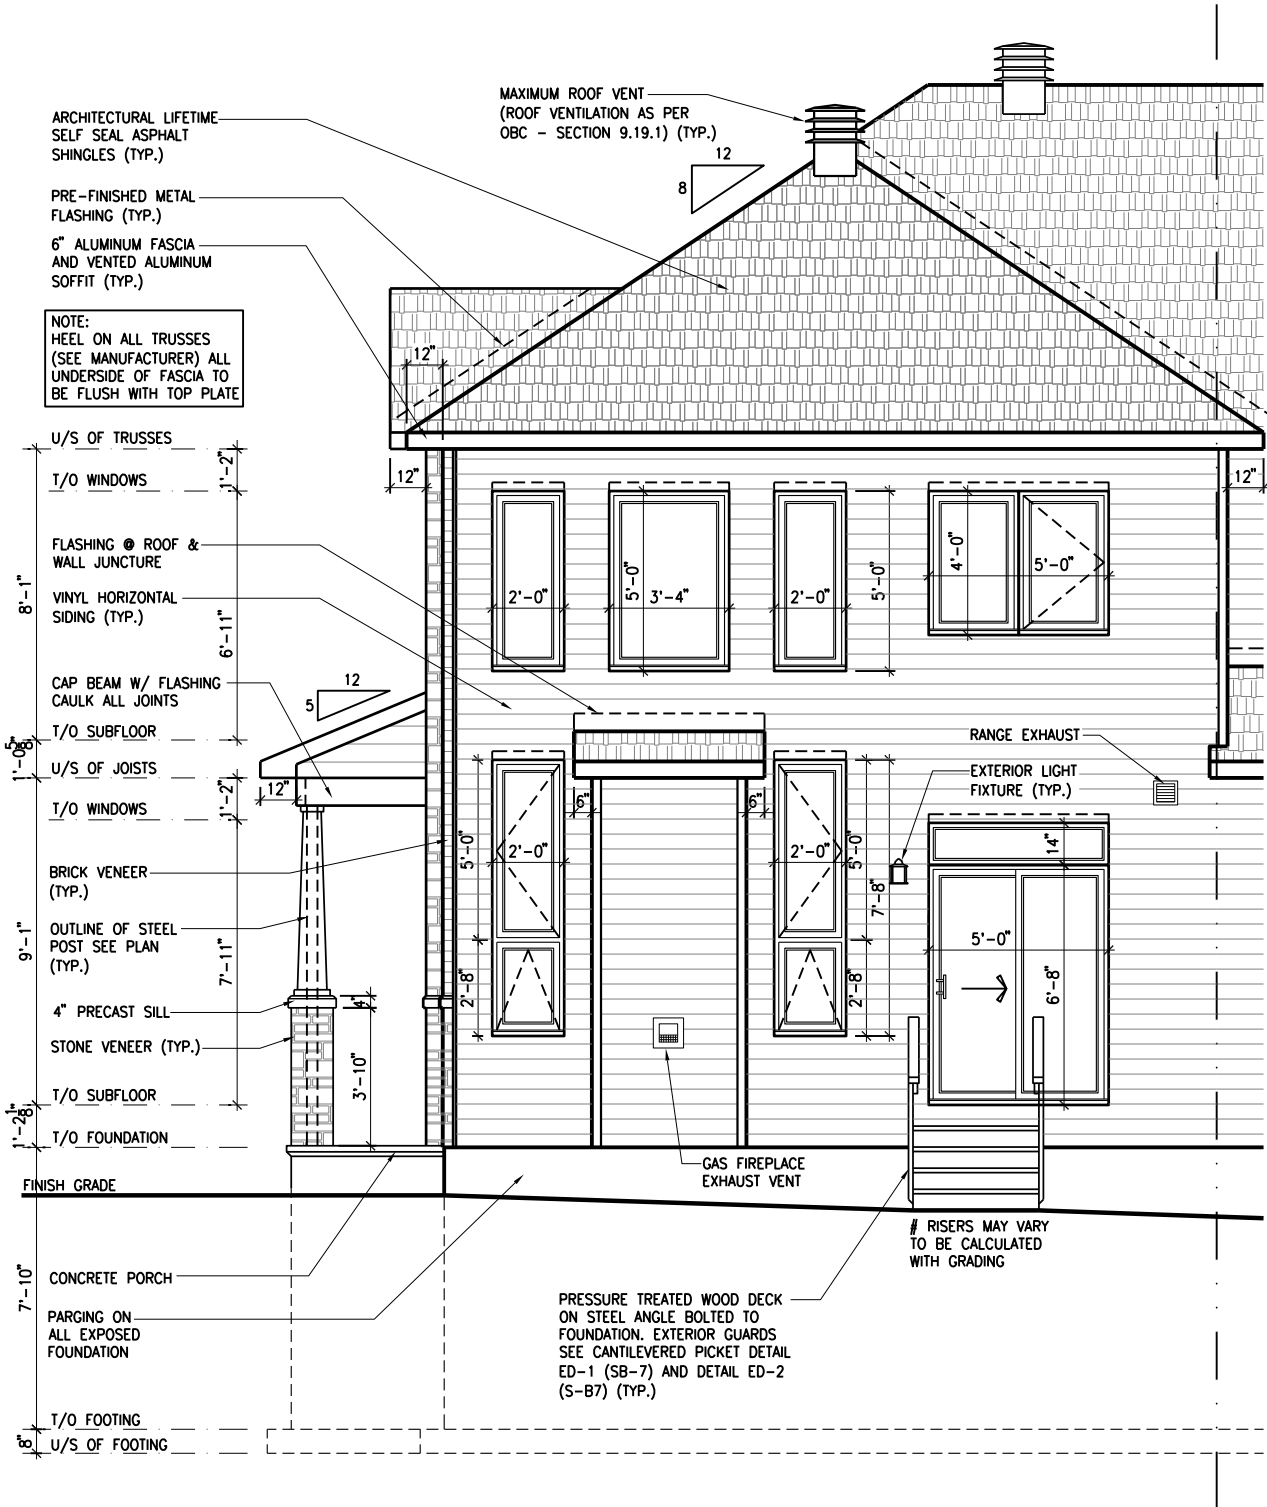 MAXIMUM ROOF VENT
(ROOF VENTILATION AS PER
OBC - SECTION 9.19.1) (TYP.)
12
8
ARCHITECTURAL LIFETIME
SELF SEAL ASPHALT
SHINGLES (TYP.)
PRE-FINISHED METAL
FLASHING (TYP.)
6" ALUMINUM FASCIA
AND VENTED ALUMINUM
SOFFIT (TYP.)
NOTE:
HEEL ON ALL TRUSSES
(SEE MANUFACTURER) ALL
UNDERSIDE OF FASCIA TO
BE FLUSH WITH TOP PLATE
12"
U/S OF TRUSSES
1'-2"
T/O WINDOWS
12"
12"
FLASHING @ ROOF &
WALL JUNCTURE
VINYL HORIZONTAL
SIDING (TYP.)
8'-1"
6'-11"
2'-0"
5'-0"
3'-4"
2'-0"
5'-0"
4'-0"
5'-0"
CAP BEAM W/ FLASHING
CAULK ALL JOINTS
12
5
T/O SUBFLOOR
1'-0 5/8"
U/S OF JOISTS
1'-2"
T/O WINDOWS
12"
6"
6"
RANGE EXHAUST
EXTERIOR LIGHT
FIXTURE (TYP.)
BRICK VENEER
(TYP.)
OUTLINE OF STEEL
POST SEE PLAN
(TYP.)
9'-1"
7'-11"
5'-0"
2'-0"
2'-0"
5'-0"
7'-8"
14"
5'-0"
6'-8"
2'-8"
2'-8"
4" PRECAST SILL
4"
STONE VENEER (TYP.)
3'-10"
T/O SUBFLOOR
1'-2 1/8"
T/O FOUNDATION
GAS FIREPLACE
EXHAUST VENT
FINISH GRADE
# RISERS MAY VARY
TO BE CALCULATED
WITH GRADING
7'-10"
CONCRETE PORCH
PARGING ON
ALL EXPOSED
FOUNDATION
PRESSURE TREATED WOOD DECK
ON STEEL ANGLE BOLTED TO
FOUNDATION. EXTERIOR GUARDS
SEE CANTILEVERED PICKET DETAIL
ED-1 (SB-7) AND DETAIL ED-2
(S-B7) (TYP.)
T/O FOOTING
8"
U/S OF FOOTING